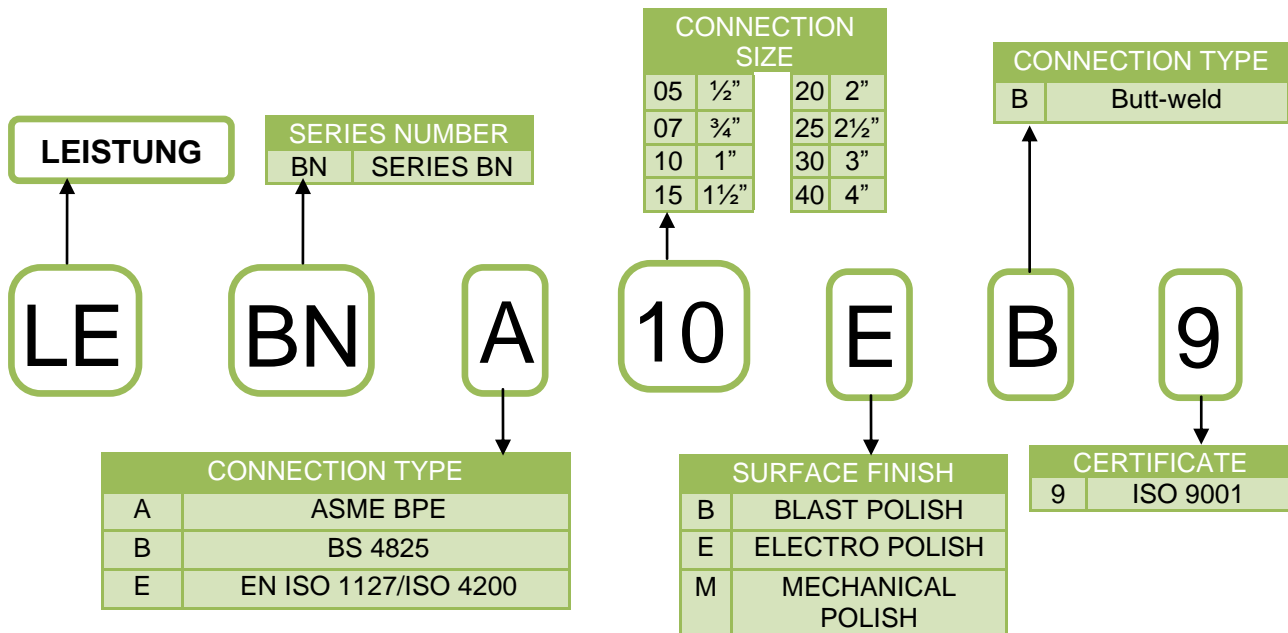 CONNECTION
SIZE
05 ½” 20 2”
07 ¾” 25 2½”
10 1” 30 3”
15 1½” 40 4”
CONNECTION TYPE
B Butt-weld
LEISTUNG
SERIES NUMBER
BN SERIES BN
LE BN A 10 E B 9
CONNECTION TYPE
A ASME BPE
B BS 4825
E EN ISO 1127/ISO 4200
SURFACE FINISH
B BLAST POLISH
E ELECTRO POLISH
M MECHANICAL
POLISH
CERTIFICATE
9 ISO 9001